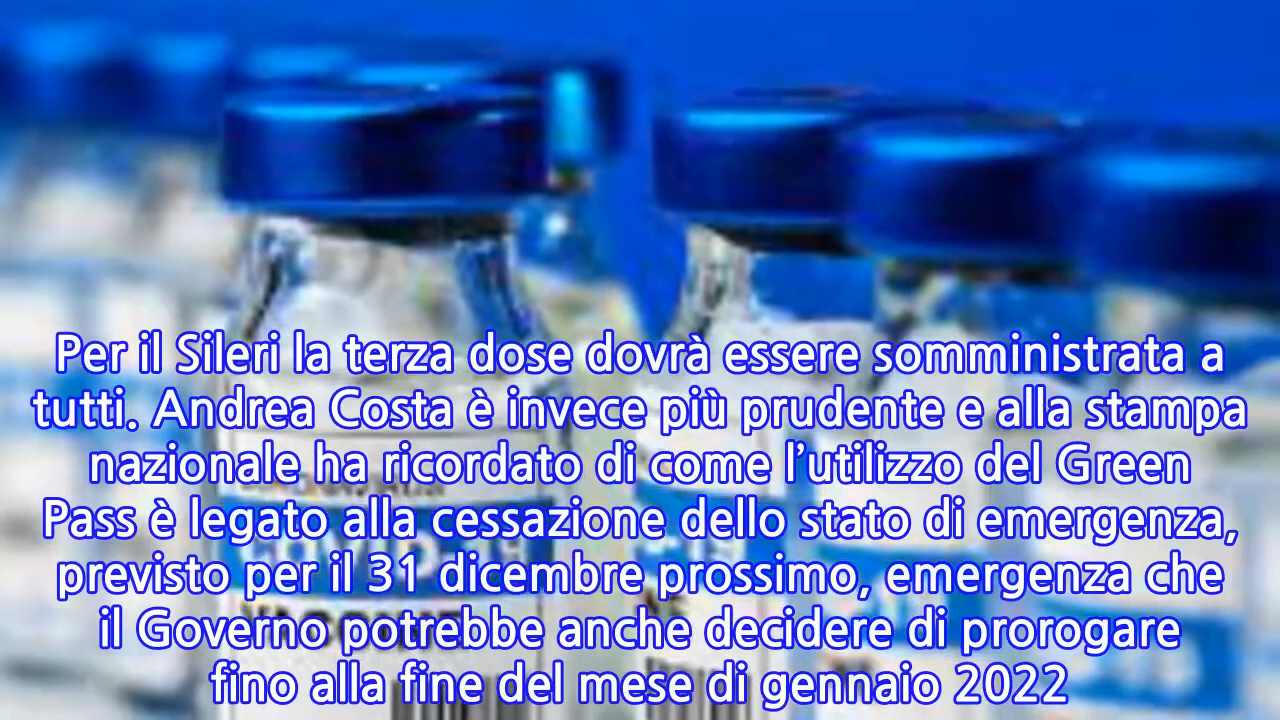 Per il Sileri la terza dose dovrà essere somministrata a
tutti. Andrea Costa è invece più prudente e alla stampa
nazionale ha ricordato di come l’utilizzo del Green
Pass è legato alla cessazione dello stato di emergenza,
previsto per il 31 dicembre prossimo, emergenza che
il Governo potrebbe anche decidere di prorogare
fino alla fine del mese di gennaio 2022